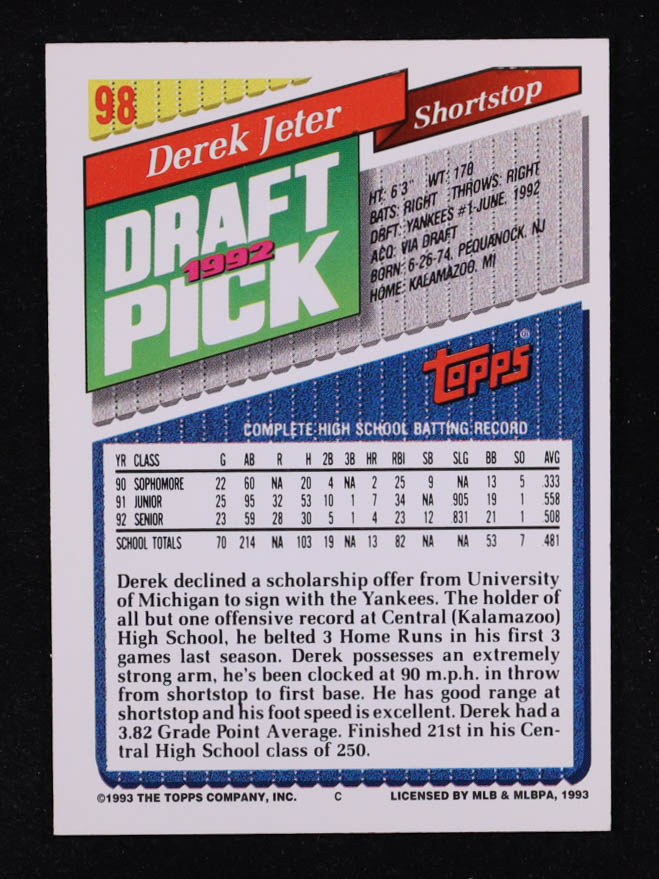 98
Derek Jeter
Shortstop
DRAFT
1992
PICK
HT: 6'3" WT: 178
BATS: RIGHT THROWS: RIGHT
DRFT: YANKEES #1-JUNE, 1992
ACQ: VIA DRAFT
BORN: 6-26-74, PEQUANOCK, NJ
HOME: KALAMAZOO, MI
TOPPS®
COMPLETE HIGH SCHOOL BATTING RECORD
YR CLASS G AB R H 2B 3B HR RBI SB SLG BB SO AVG
90 SOPHOMORE 22 60 NA 20 4 NA 2 25 9 NA 13 5 .333
91 JUNIOR 25 95 32 53 10 1 7 34 NA .905 19 1 .558
92 SENIOR 23 59 28 30 5 1 4 23 12 .831 21 1 .508
SCHOOL TOTALS 70 214 NA 103 19 NA 13 82 NA NA 53 7 .481
Derek declined a scholarship offer from University
of Michigan to sign with the Yankees. The holder of
all but one offensive record at Central (Kalamazoo)
High School, he belted 3 Home Runs in his first 3
games last season. Derek possesses an extremely
strong arm, he's been clocked at 90 m.p.h. in throw
from shortstop to first base. He has good range at
shortstop and his foot speed is excellent. Derek had a
3.82 Grade Point Average. Finished 21st in his Cen-
tral High School class of 250.
©1993 THE TOPPS COMPANY, INC. C LICENSED BY MLB & MLBPA, 1993